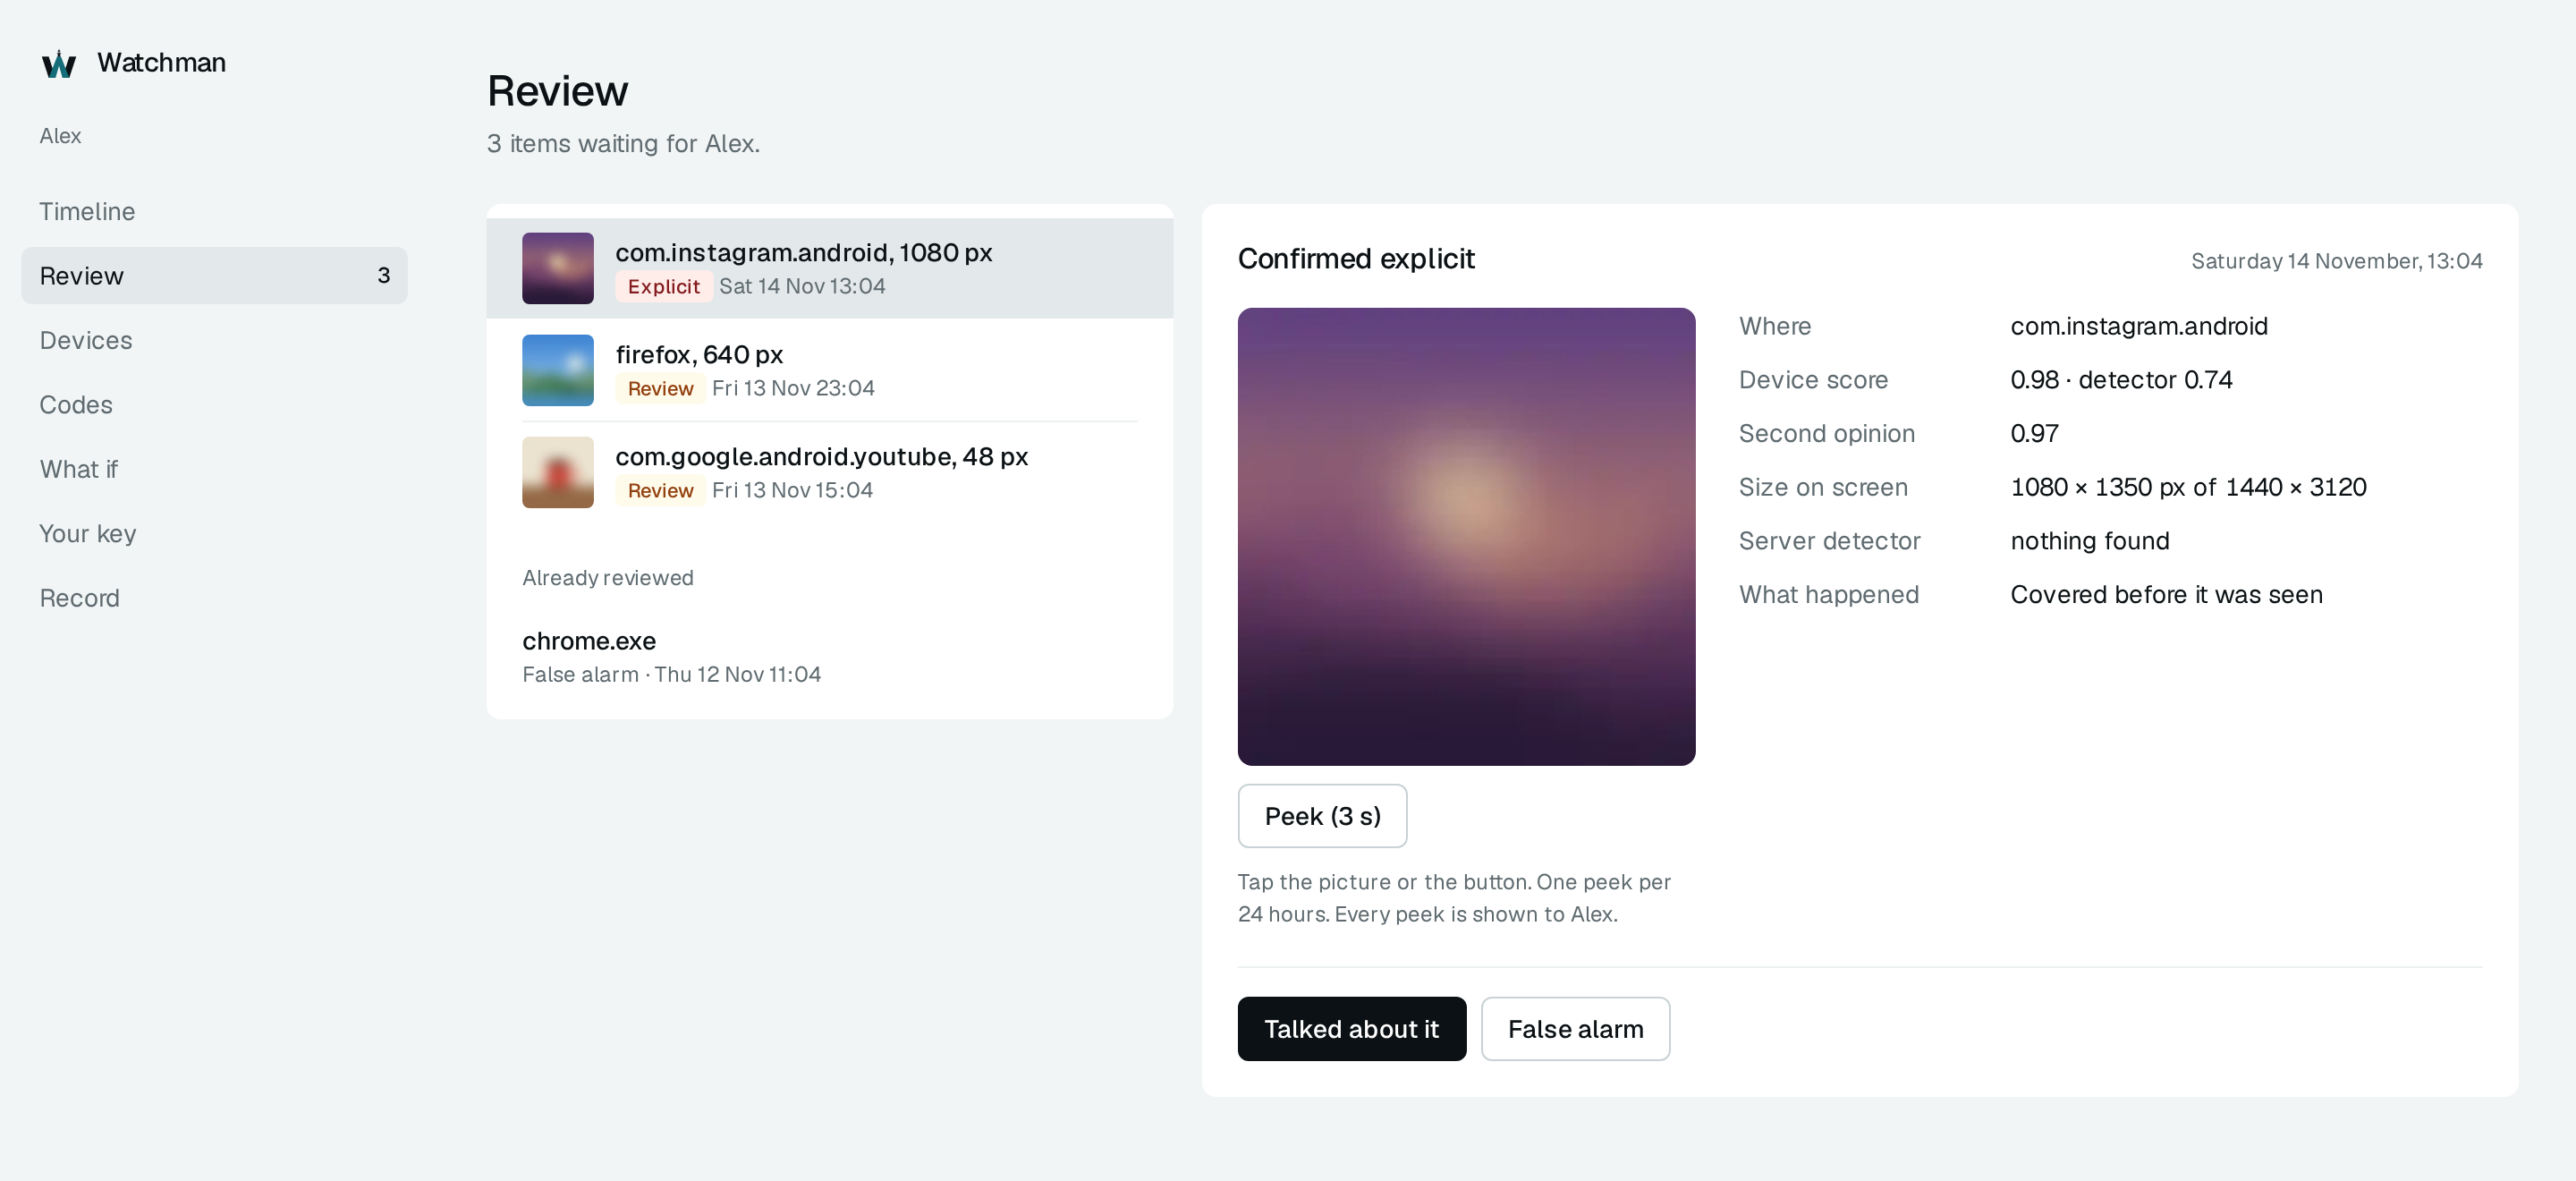 Watchman
Alex
Timeline
Review 3
Devices
Codes
What if
Your key
Record
Review
3 items waiting for Alex.
com.instagram.android, 1080 px
Explicit Sat 14 Nov 13:04
firefox, 640 px
Review Fri 13 Nov 23:04
com.google.android.youtube, 48 px
Review Fri 13 Nov 15:04
Already reviewed
chrome.exe
False alarm · Thu 12 Nov 11:04
Confirmed explicit
Saturday 14 November, 13:04
Where com.instagram.android
Device score 0.98 · detector 0.74
Second opinion 0.97
Size on screen 1080 × 1350 px of 1440 × 3120
Server detector nothing found
What happened Covered before it was seen
Peek (3 s)
Tap the picture or the button. One peek per
24 hours. Every peek is shown to Alex.
Talked about it
False alarm